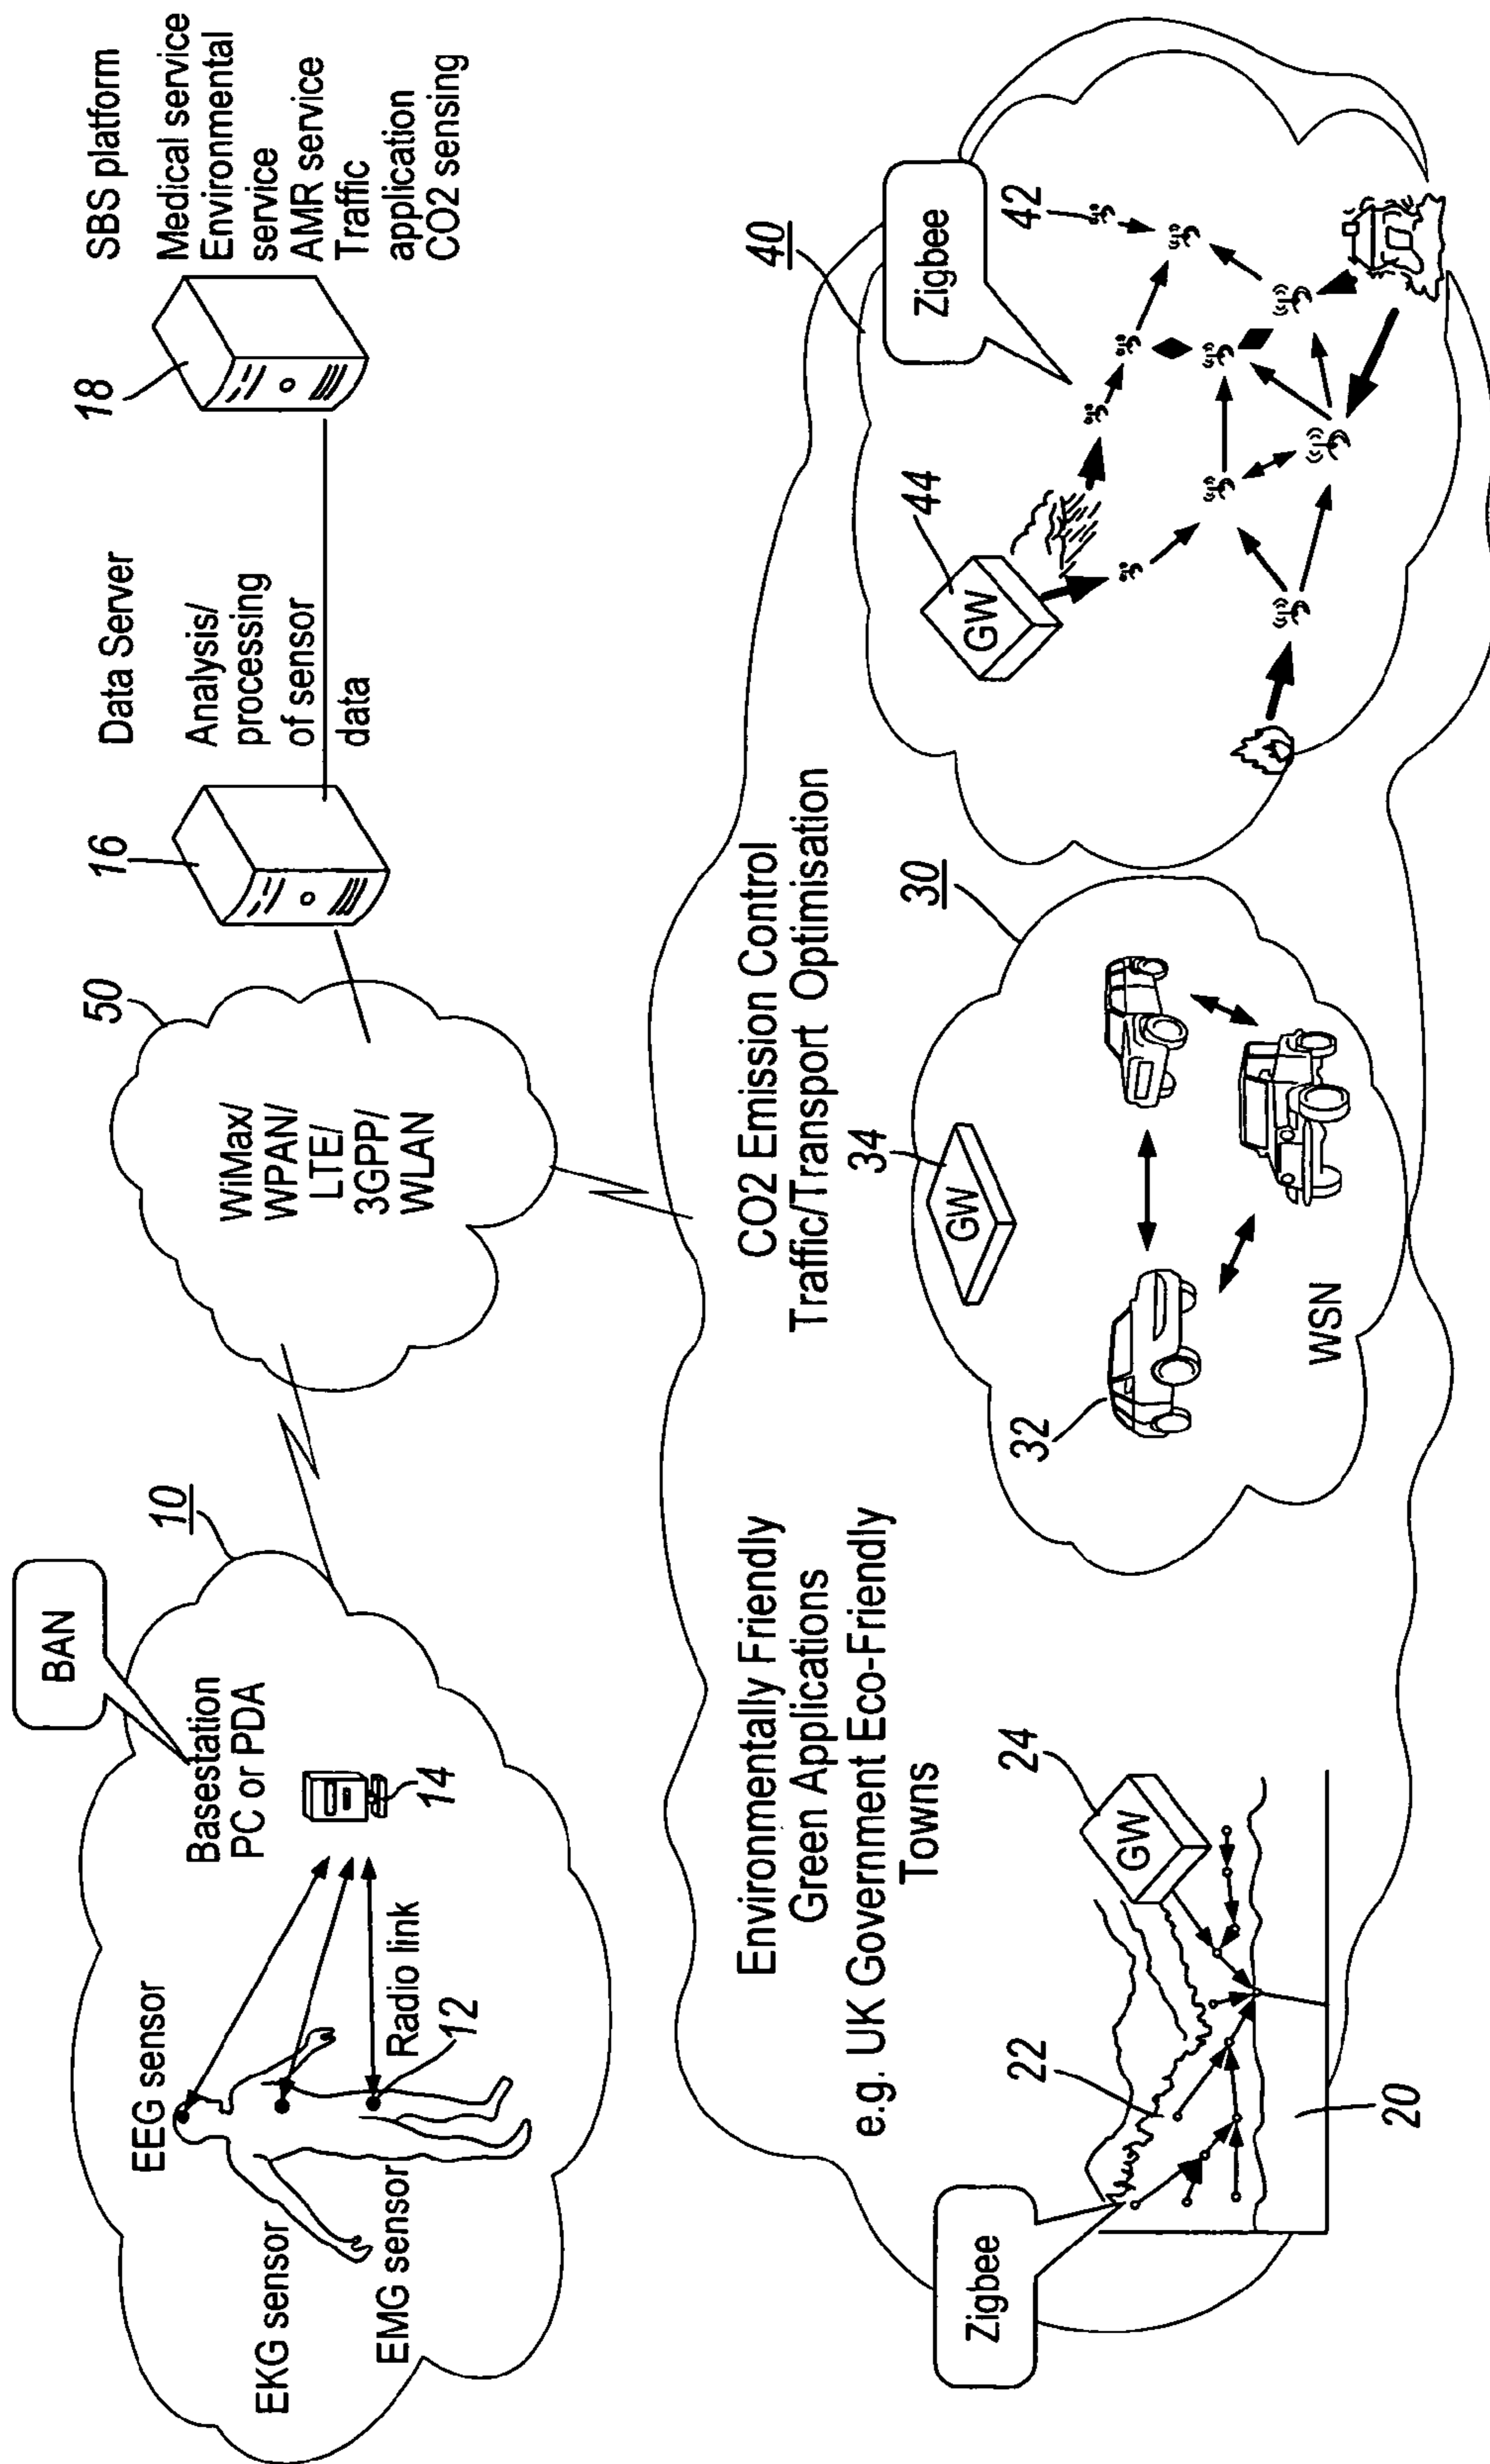 BAN
10
Basestation
PC or PDA
14
EEG sensor
EKG sensor
EMG sensor
Radio link
12
50
WiMax/
WPAN/
LTE/
3GPP/
WLAN
16
Data Server
Analysis/
processing
of sensor
data
18
SBS platform
Medical service
Environmental
service
AMR service
Traffic
application
CO2 sensing
Environmentally Friendly
Green Applications
e.g. UK Government Eco-Friendly
Towns
Zigbee
22
24
GW
20
CO2 Emission Control
Traffic/Transport Optimisation
30
34
GW
32
WSN
40
Zigbee
44
GW
42